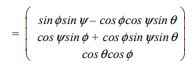 = ( sin ϕ sin ψ – cos ϕ cos ψ sin θ
cos ψ sin ϕ + cos ϕ sin ψ sin θ
cos θ cos ϕ )